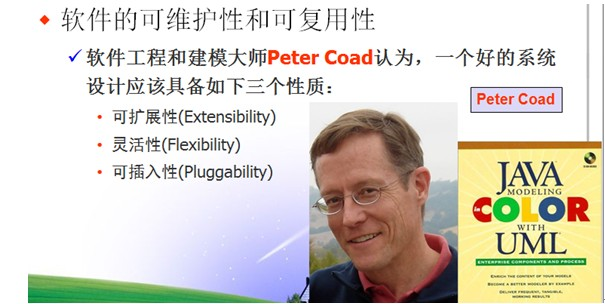 软件的可维护性和可复用性
软件工程和建模大师Peter Coad认为，一个好的系统
设计应该具备如下三个性质：
可扩展性(Extensibility)
灵活性(Flexibility)
可插入性(Pluggability)
Peter Coad
JAVA
MODELING
in COLOR
WITH
UML
ENTERPRISE COMPONENTS AND PROCESS
ENRICH THE CONTENT OF YOUR MODELS
BECOME A BETTER MODELER BY EXAMPLE
DELIVER FREQUENT, TANGIBLE,
WORKING RESULTS